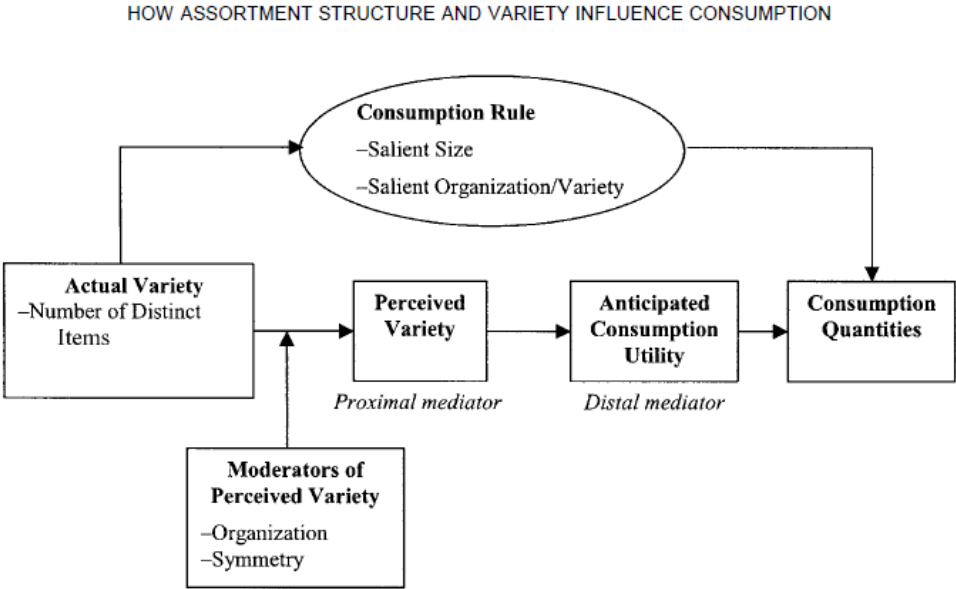 HOW ASSORTMENT STRUCTURE AND VARIETY INFLUENCE CONSUMPTION
Consumption Rule
–Salient Size
–Salient Organization/Variety
Actual Variety
–Number of Distinct
Items
Perceived
Variety
Proximal mediator
Anticipated
Consumption
Utility
Distal mediator
Consumption
Quantities
Moderators of
Perceived Variety
–Organization
–Symmetry